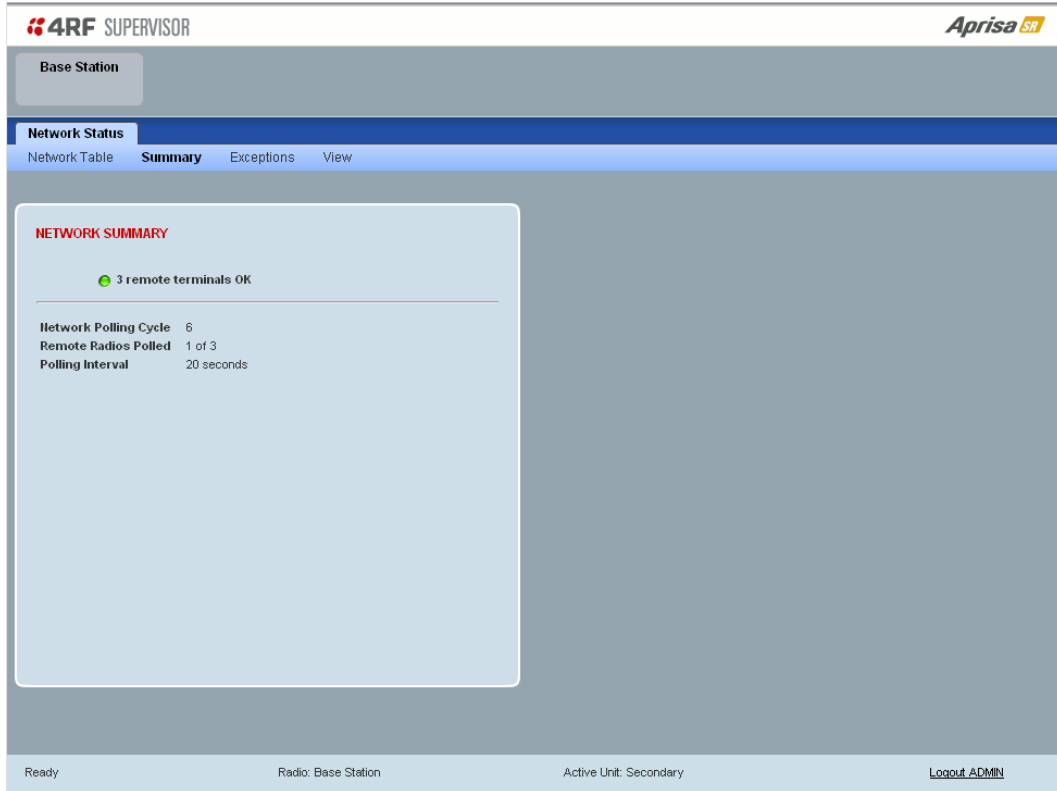 4RF SUPERVISOR
Aprisa SR
Base Station
Network Status
Network Table Summary Exceptions View
NETWORK SUMMARY
3 remote terminals OK
Network Polling Cycle 6
Remote Radios Polled 1 of 3
Polling Interval 20 seconds
Ready Radio: Base Station Active Unit: Secondary Logout ADMIN